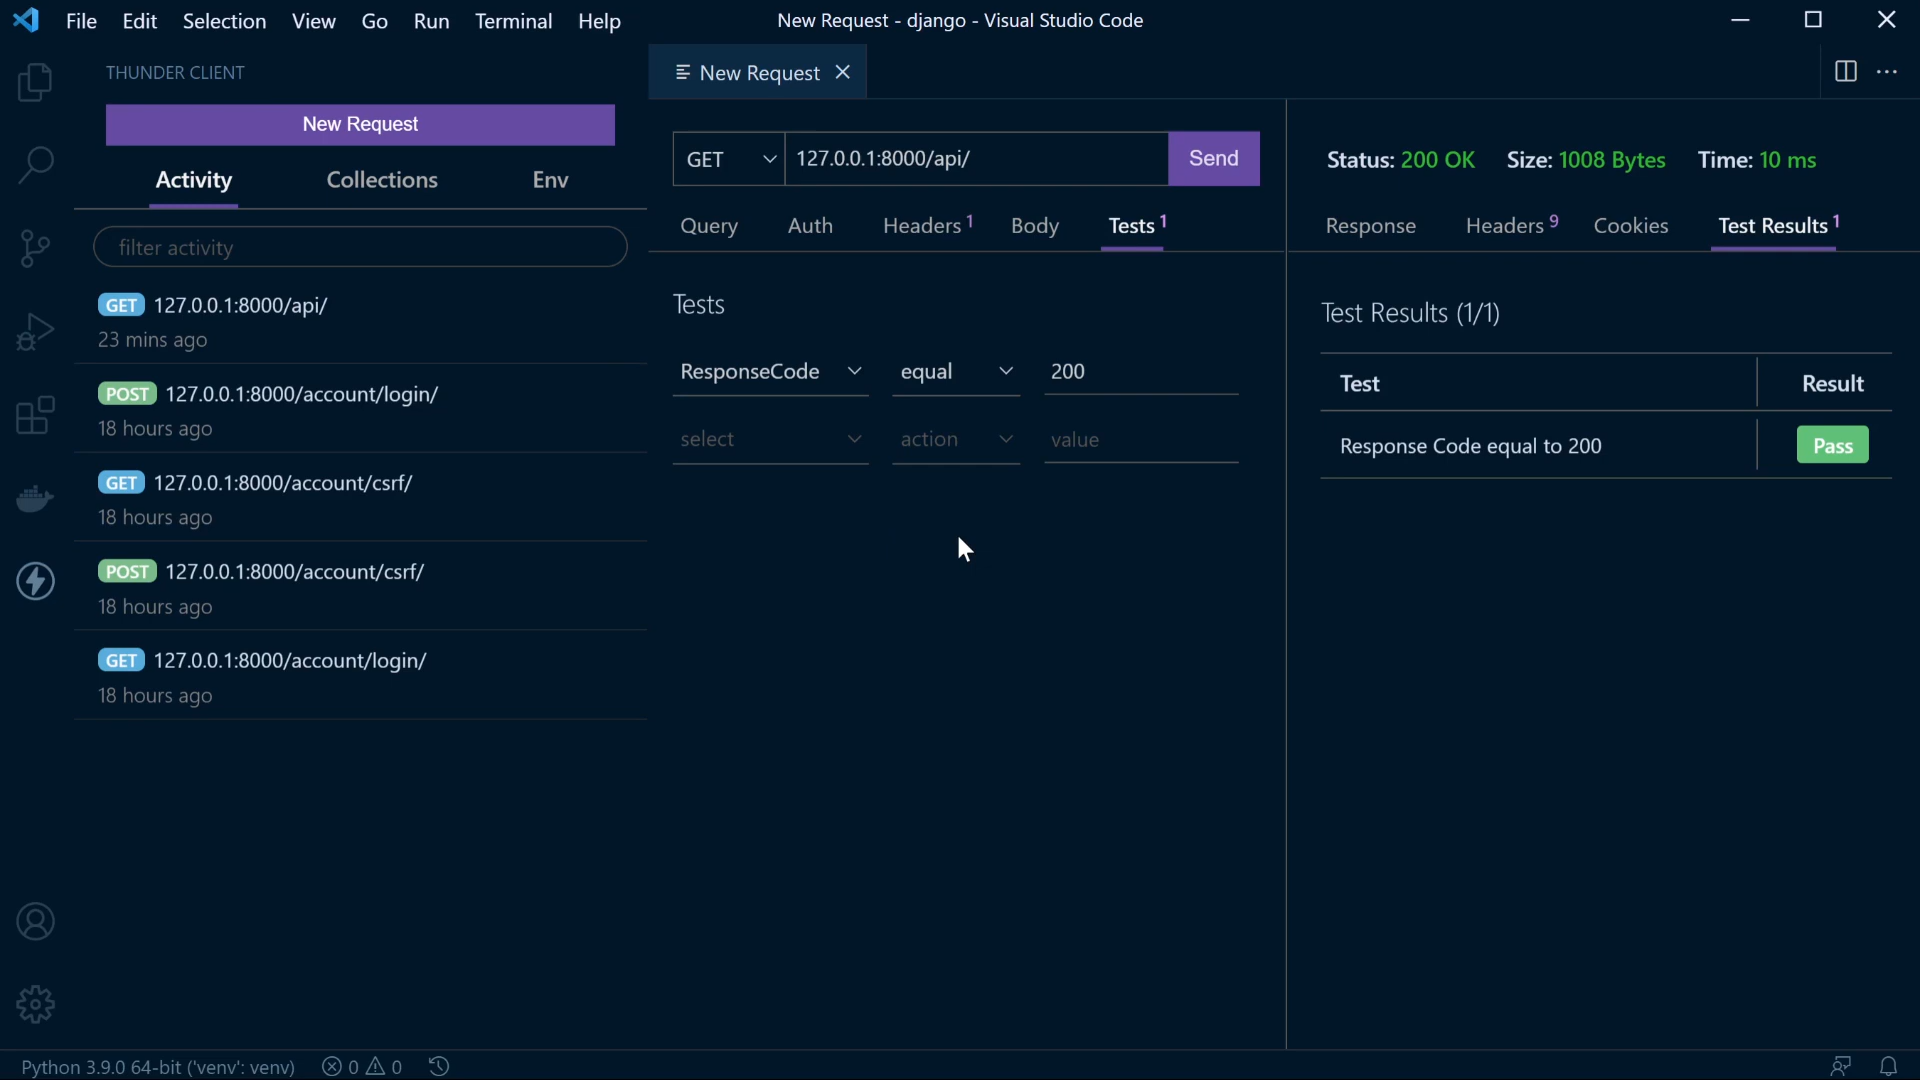 File Edit Selection View Go Run Terminal Help
New Request - django - Visual Studio Code
THUNDER CLIENT
New Request
Activity Collections Env
filter activity
GET 127.0.0.1:8000/api/
23 mins ago
POST 127.0.0.1:8000/account/login/
18 hours ago
GET 127.0.0.1:8000/account/csrf/
18 hours ago
POST 127.0.0.1:8000/account/csrf/
18 hours ago
GET 127.0.0.1:8000/account/login/
18 hours ago
New Request
GET 127.0.0.1:8000/api/ Send
Query Auth Headers 1 Body Tests 1
Tests
ResponseCode equal 200
select action value
Status: 200 OK Size: 1008 Bytes Time: 10 ms
Response Headers 9 Cookies Test Results 1
Test Results (1/1)
Test Result
Response Code equal to 200 Pass
Python 3.9.0 64-bit ('venv': venv) 0 0